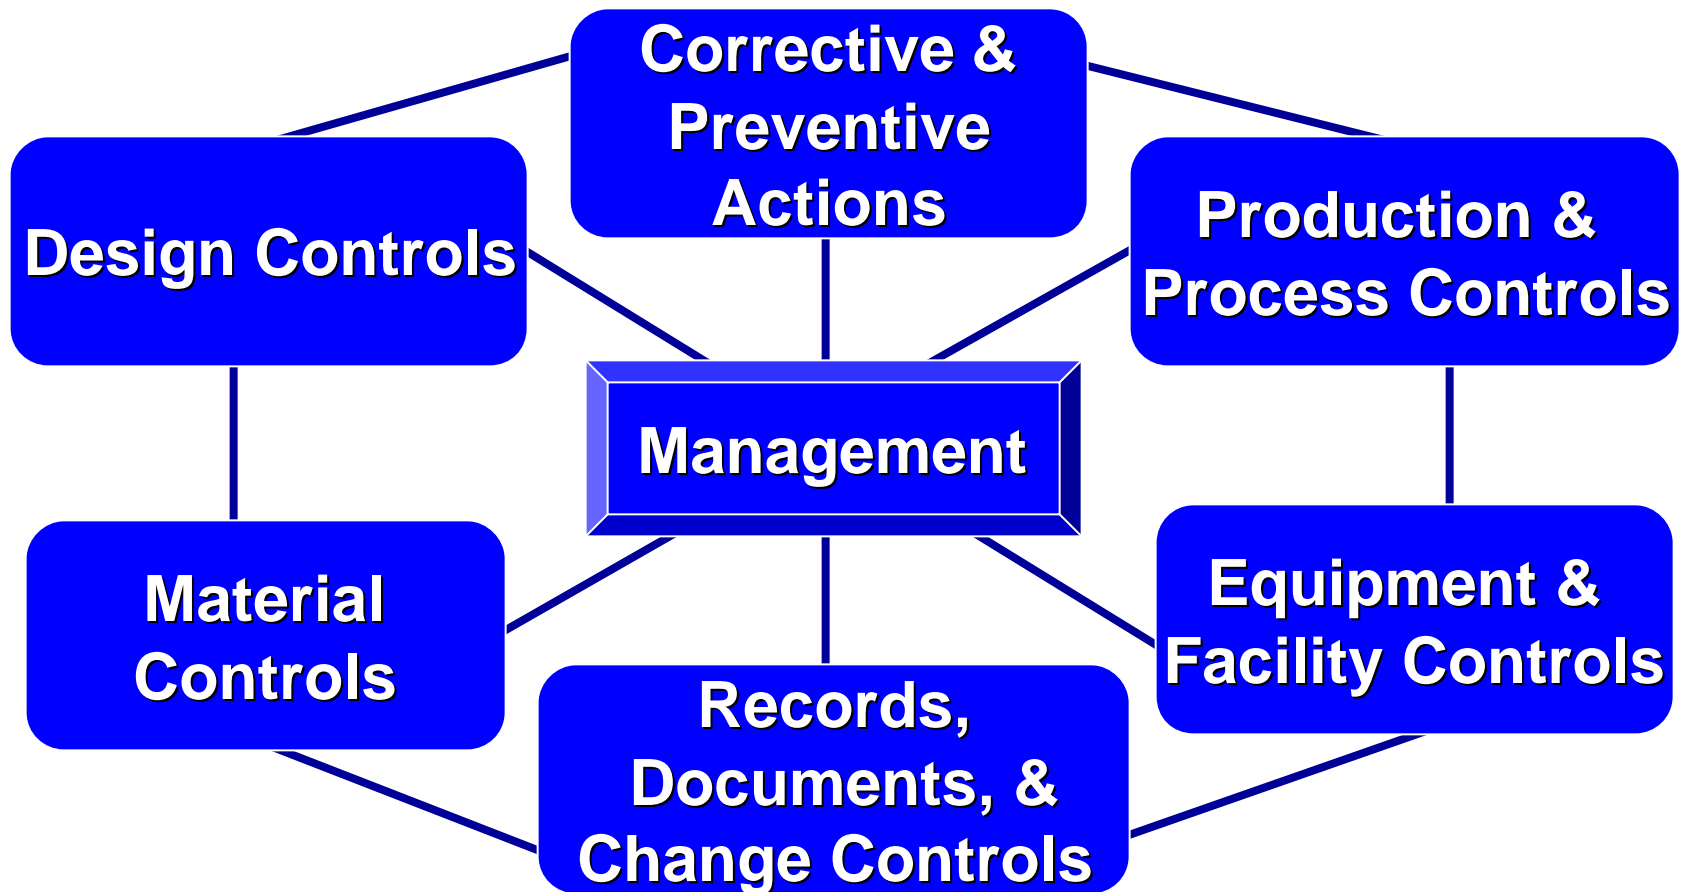 Corrective &
Preventive
Actions
Design Controls
Production &
Process Controls
Management
Material
Controls
Equipment &
Facility Controls
Records,
Documents, &
Change Controls